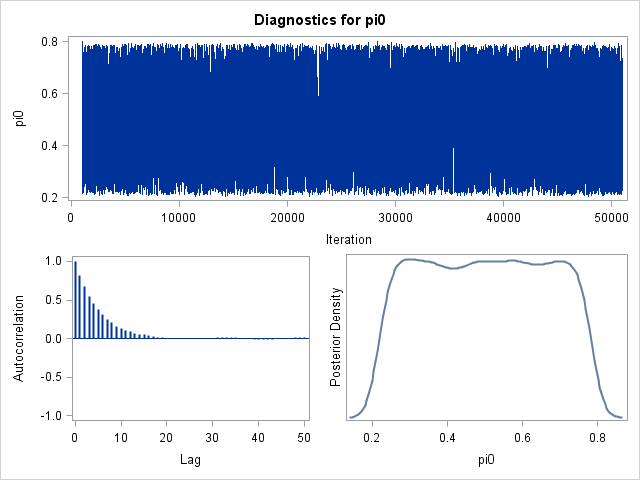 Diagnostics for pi0
pi0
0.8
0.6
0.4
0.2
0 10000 20000 30000 40000 50000
Iteration
Autocorrelation
1.0
0.5
0.0
-0.5
-1.0
0 10 20 30 40 50
Lag
Posterior Density
0.2 0.4 0.6 0.8
pi0